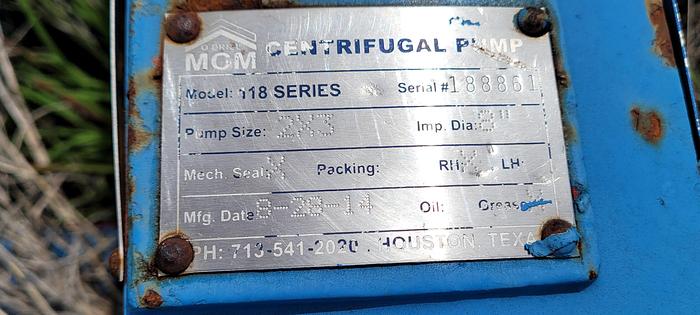 O'DRILL
MCM CENTRIFUGAL PUMP
Model: 118 SERIES Serial # 188861
Pump Size: 2X3 Imp. Dia: 8"
Mech. Seal: X Packing: RH: X LH:
Mfg. Date: 8-28-14 Oil: Grease: X
PH: 713-541-2020 . HOUSTON, TEXAS